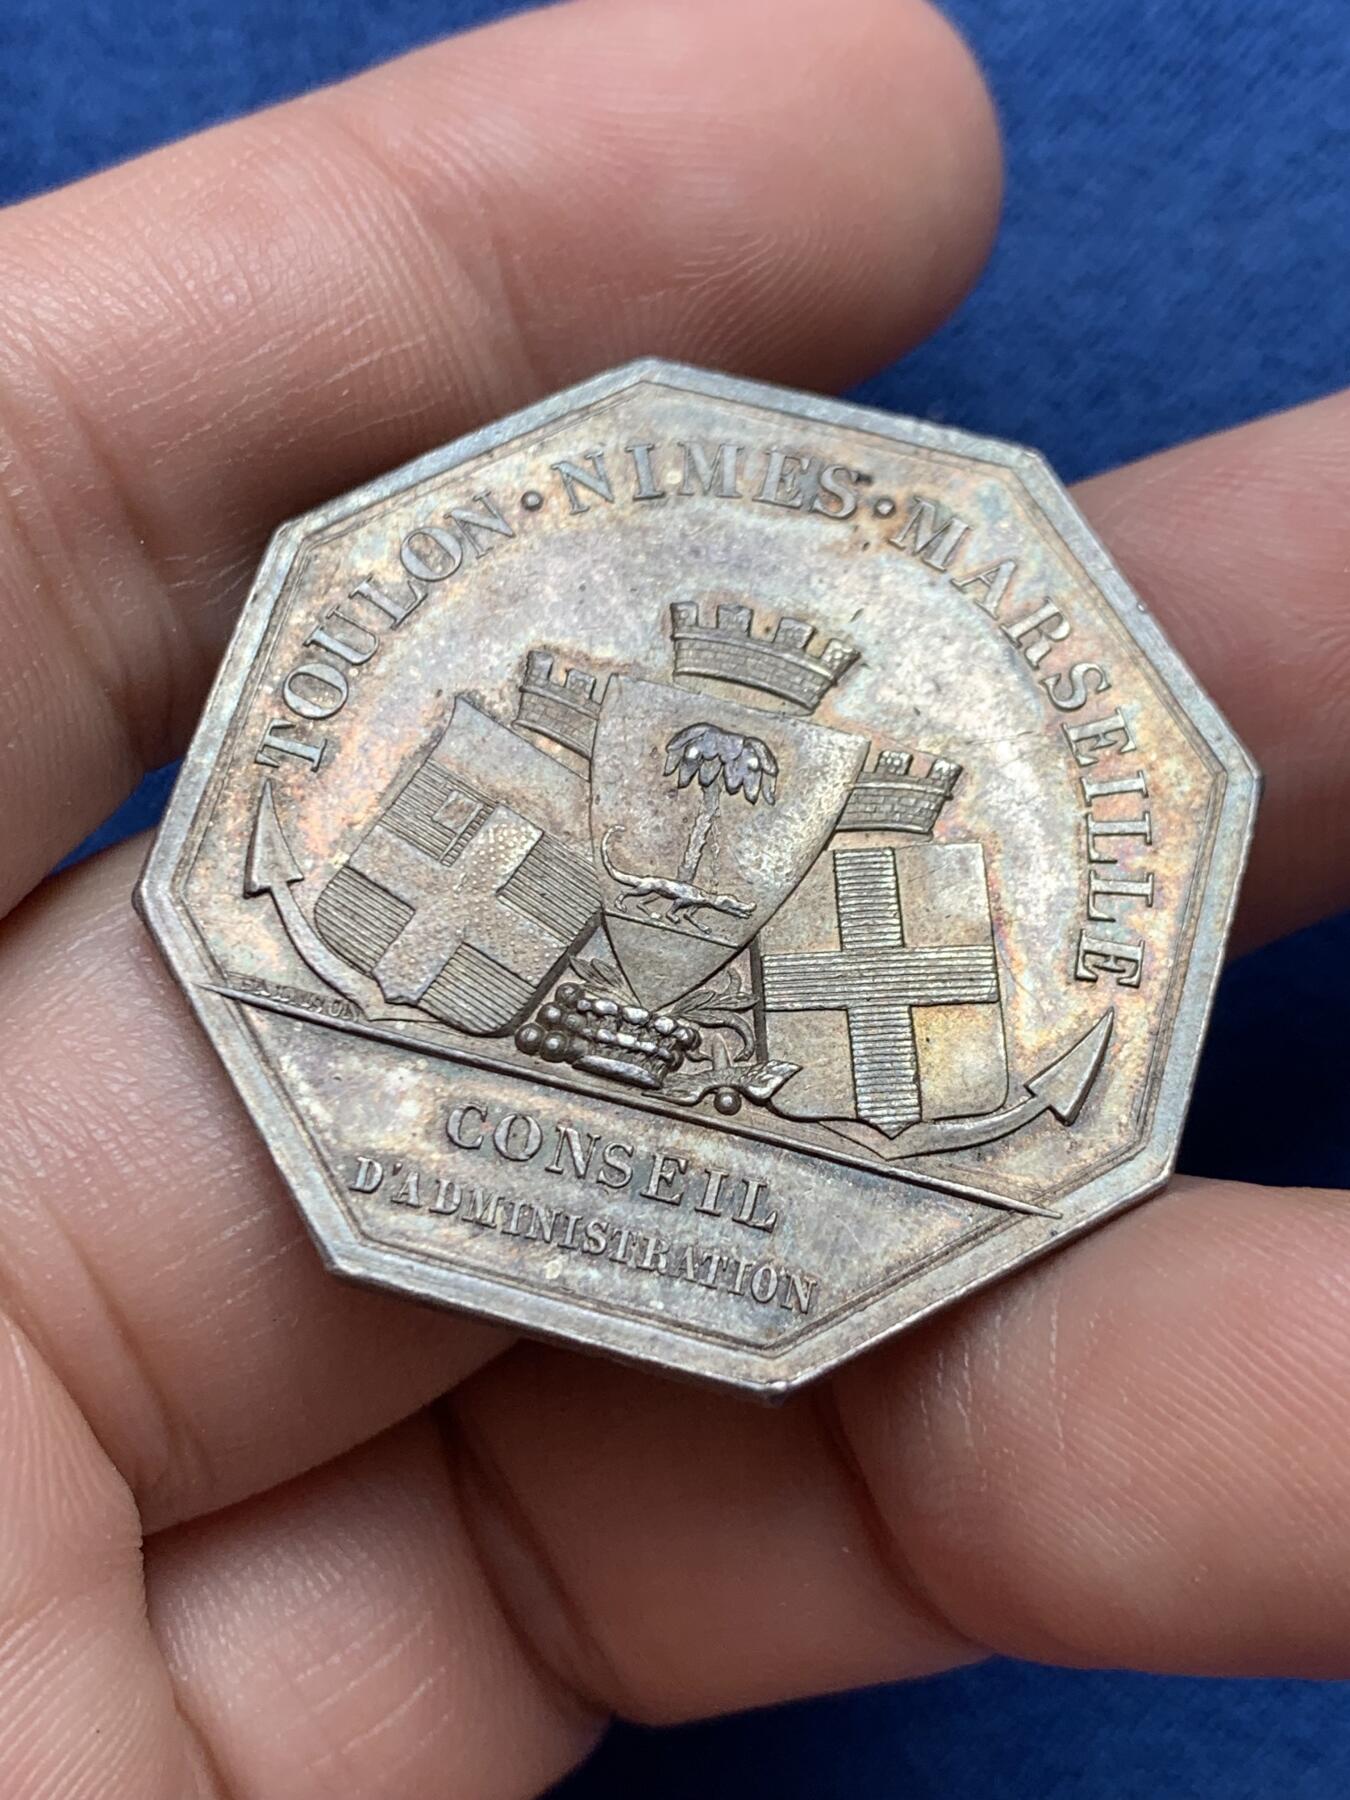 TOULON · NIMES · MARSEILLE
CONSEIL
D'ADMINISTRATION